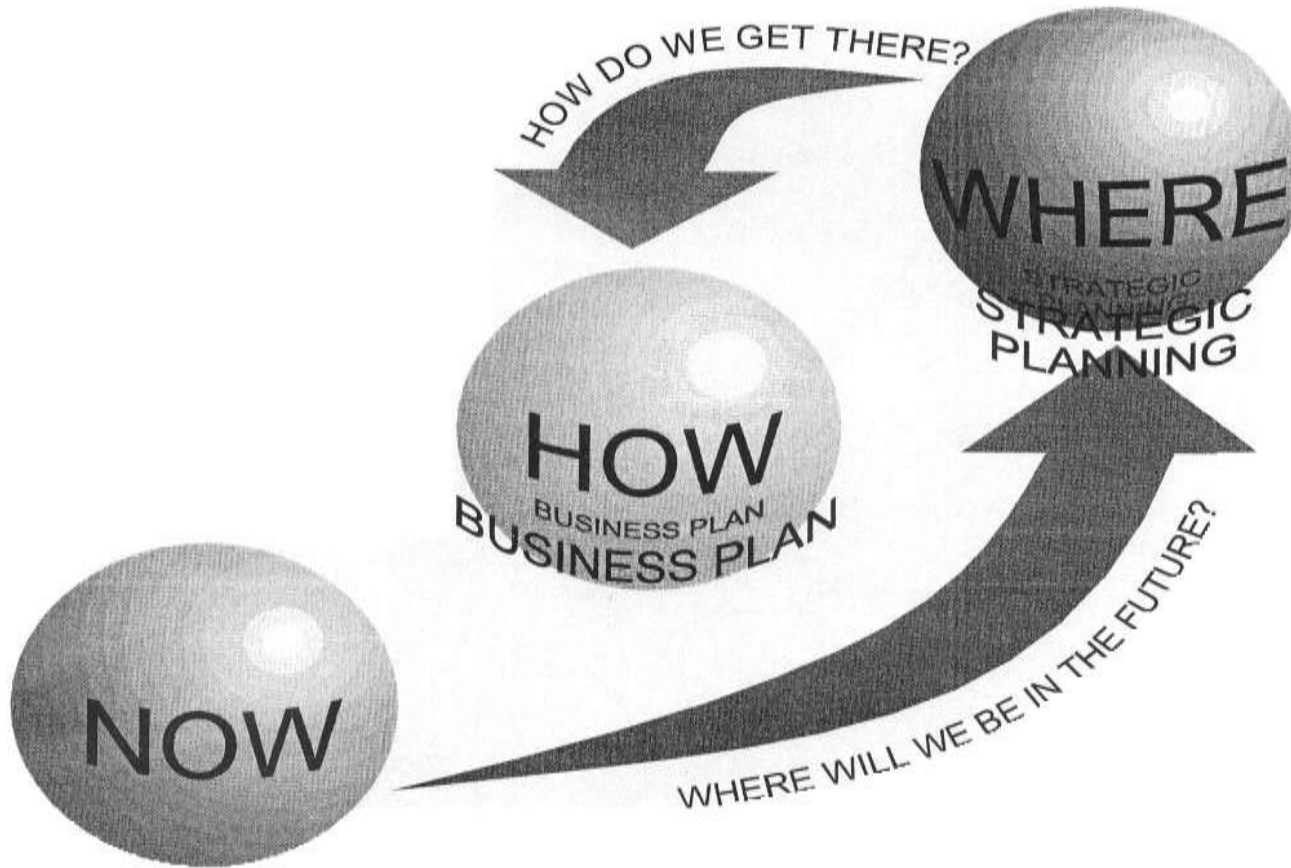 HOW DO WE GET THERE?
WHERE
STRATEGIC
PLANNING
STRATEGIC
PLANNING
HOW
BUSINESS PLAN
BUSINESS PLAN
NOW
WHERE WILL WE BE IN THE FUTURE?